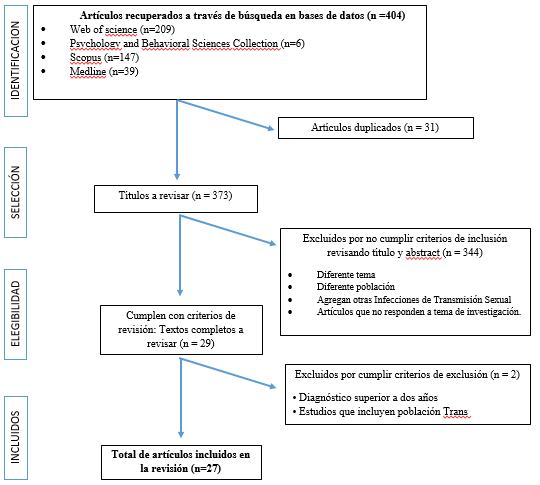 IDENTIFICACION
Artículos recuperados a través de búsqueda en bases de datos (n =404)
• Web of science (n=209)
• Psychology and Behavioral Sciences Collection (n=6)
• Scopus (n=147)
• Medline (n=39)
Artículos duplicados (n = 31)
SELECCIÓN
Titulos a revisar (n = 373)
Excluidos por no cumplir criterios de inclusión
revisando titulo y abstract (n = 344)
• Diferente tema
• Diferente población
• Agregan otras Infecciones de Transmisión Sexual
• Artículos que no responden a tema de investigación.
ELEGIBILIDAD
Cumplen con criterios de
revisión: Textos completos a
revisar (n = 29)
Excluidos por cumplir criterios de exclusión (n = 2)
• Diagnóstico superior a dos años
• Estudios que incluyen población Trans
INCLUIDOS
Total de artículos incluidos en
la revisión (n=27)